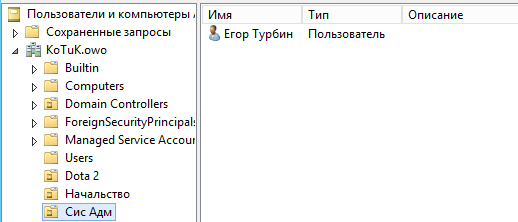 Пользователи и компьютеры
Сохраненные запросы
KoTuK.owo
Builtin
Computers
Domain Controllers
ForeignSecurityPrincipals
Managed Service Accour
Users
Dota 2
Начальство
Сис Адм
Имя Тип Описание
Егор Турбин Пользователь